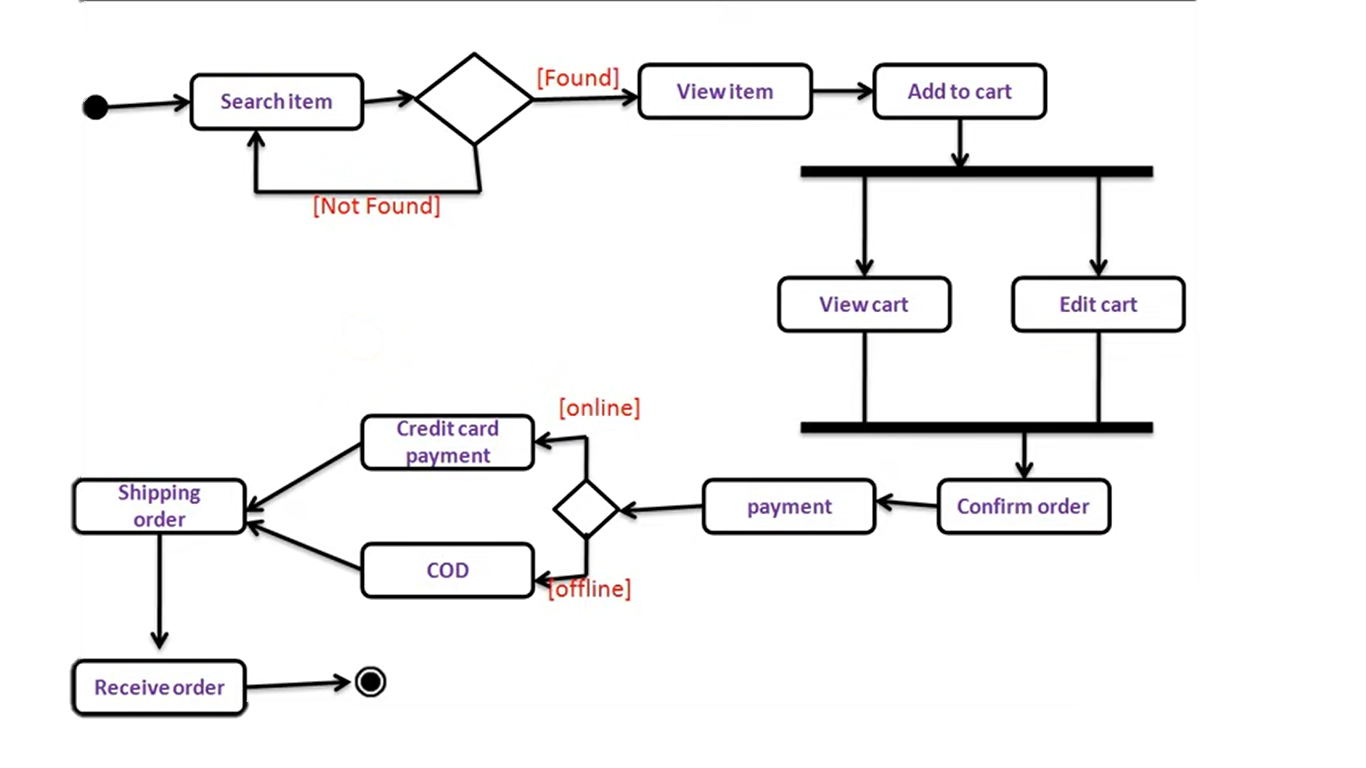 Search item
[Found]
View item
Add to cart
[Not Found]
View cart
Edit cart
[online]
Credit card
payment
Shipping
order
payment
Confirm order
COD
[offline]
Receive order